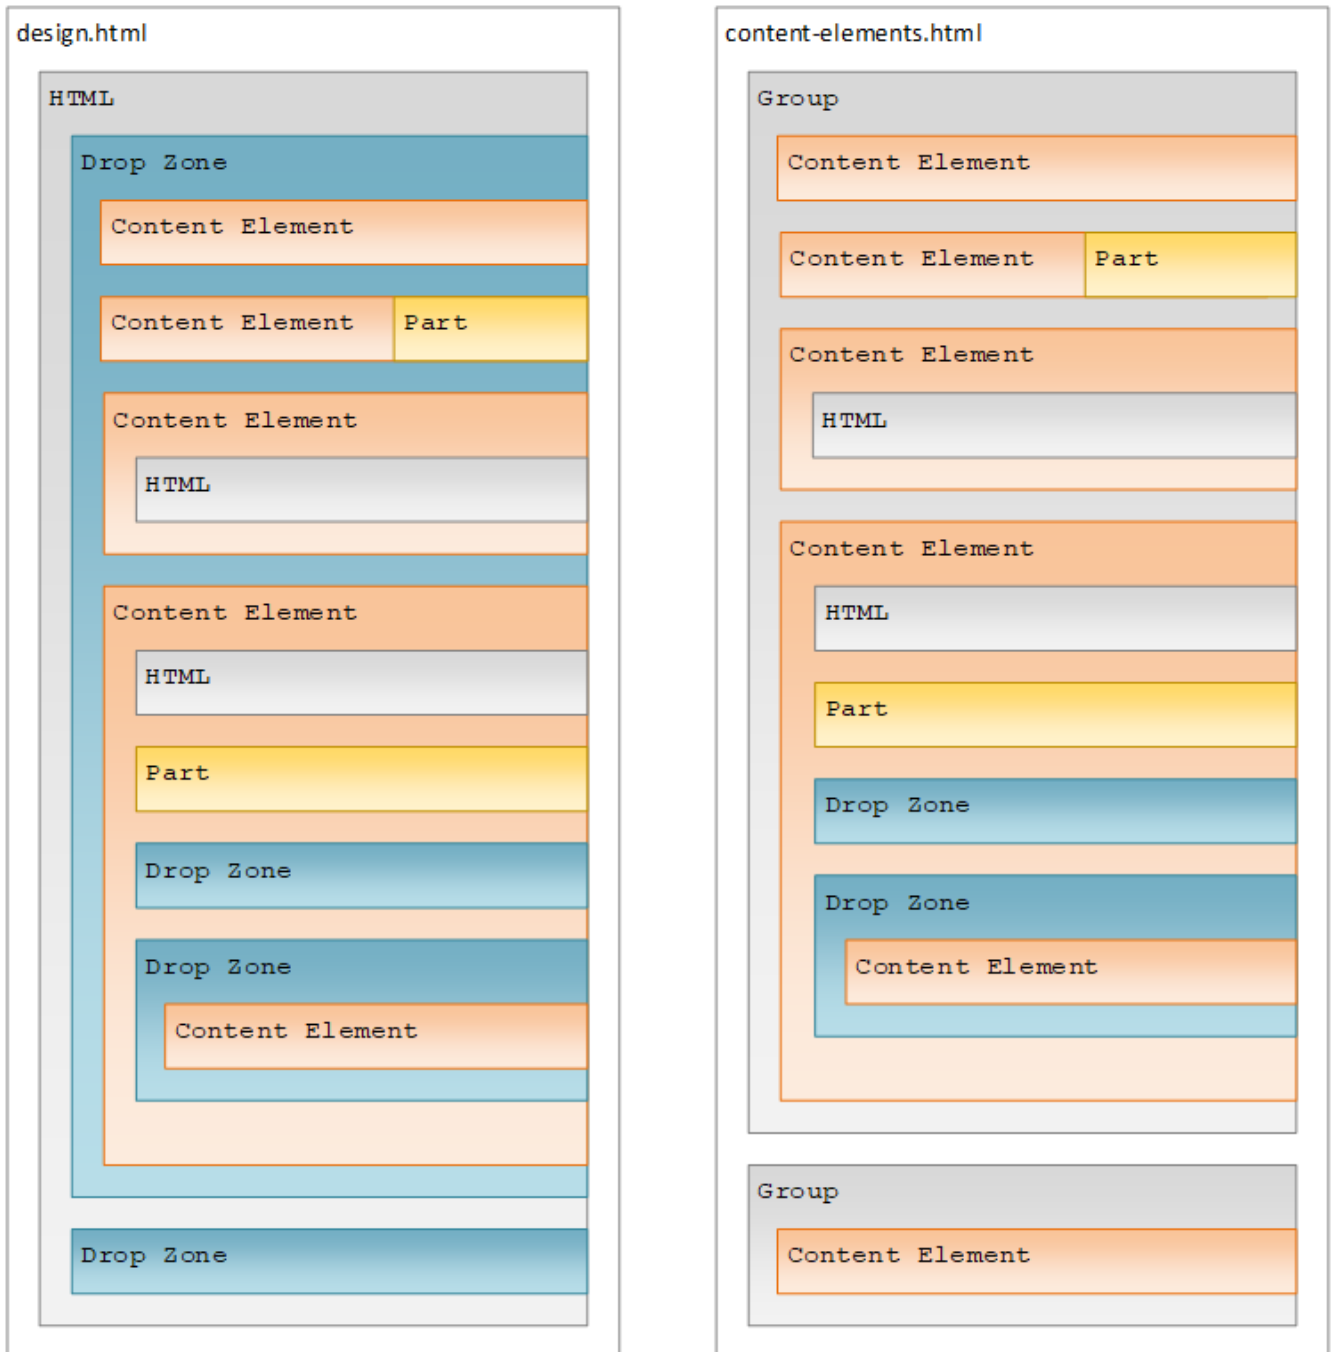 design.html
HTML
Drop Zone
Content Element
Content Element Part
Content Element
HTML
Content Element
HTML
Part
Drop Zone
Drop Zone
Content Element
Drop Zone
content-elements.html
Group
Content Element
Content Element Part
Content Element
HTML
Content Element
HTML
Part
Drop Zone
Drop Zone
Content Element
Group
Content Element